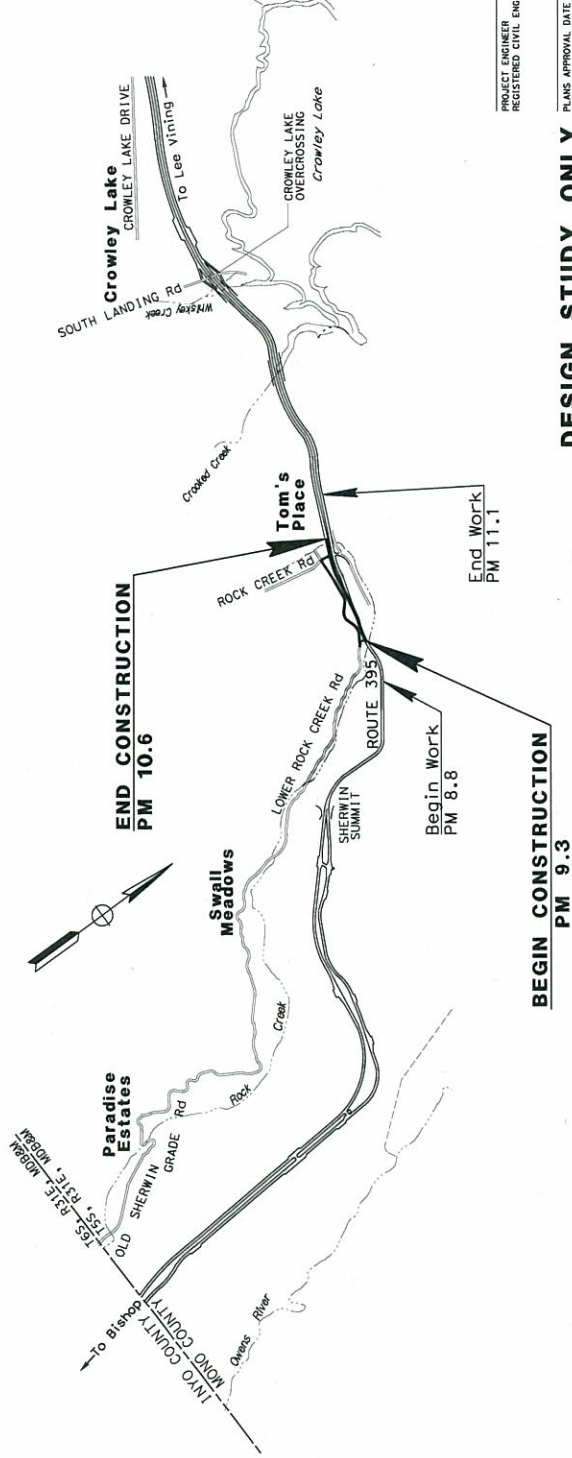 PROJECT ENGINEER
REGISTERED CIVIL ENG
PLANS APPROVAL DATE
DESIGN STUDY ONLY
Crowley Lake
CROWLEY LAKE DRIVE
To Lee Vining
SOUTH LANDING Rd
Whiskey Creek
CROWLEY LAKE
OVERCROSSING
Crowley Lake
Crooked Creek
Tom's
Place
ROCK CREEK Rd
END CONSTRUCTION
PM 10.6
End Work
PM 11.1
LOWER ROCK CREEK Rd
ROUTE 395
Begin Work
PM 8.8
SHERWIN
SUMMIT
BEGIN CONSTRUCTION
PM 9.3
Swall
Meadows
Rock
Creek
Paradise
Estates
OLD SHERWIN GRADE Rd
T6S, R31E, MDB&M
T5S, R31E, MDB&M
To Bishop
INYO COUNTY
MONO COUNTY
Owens River